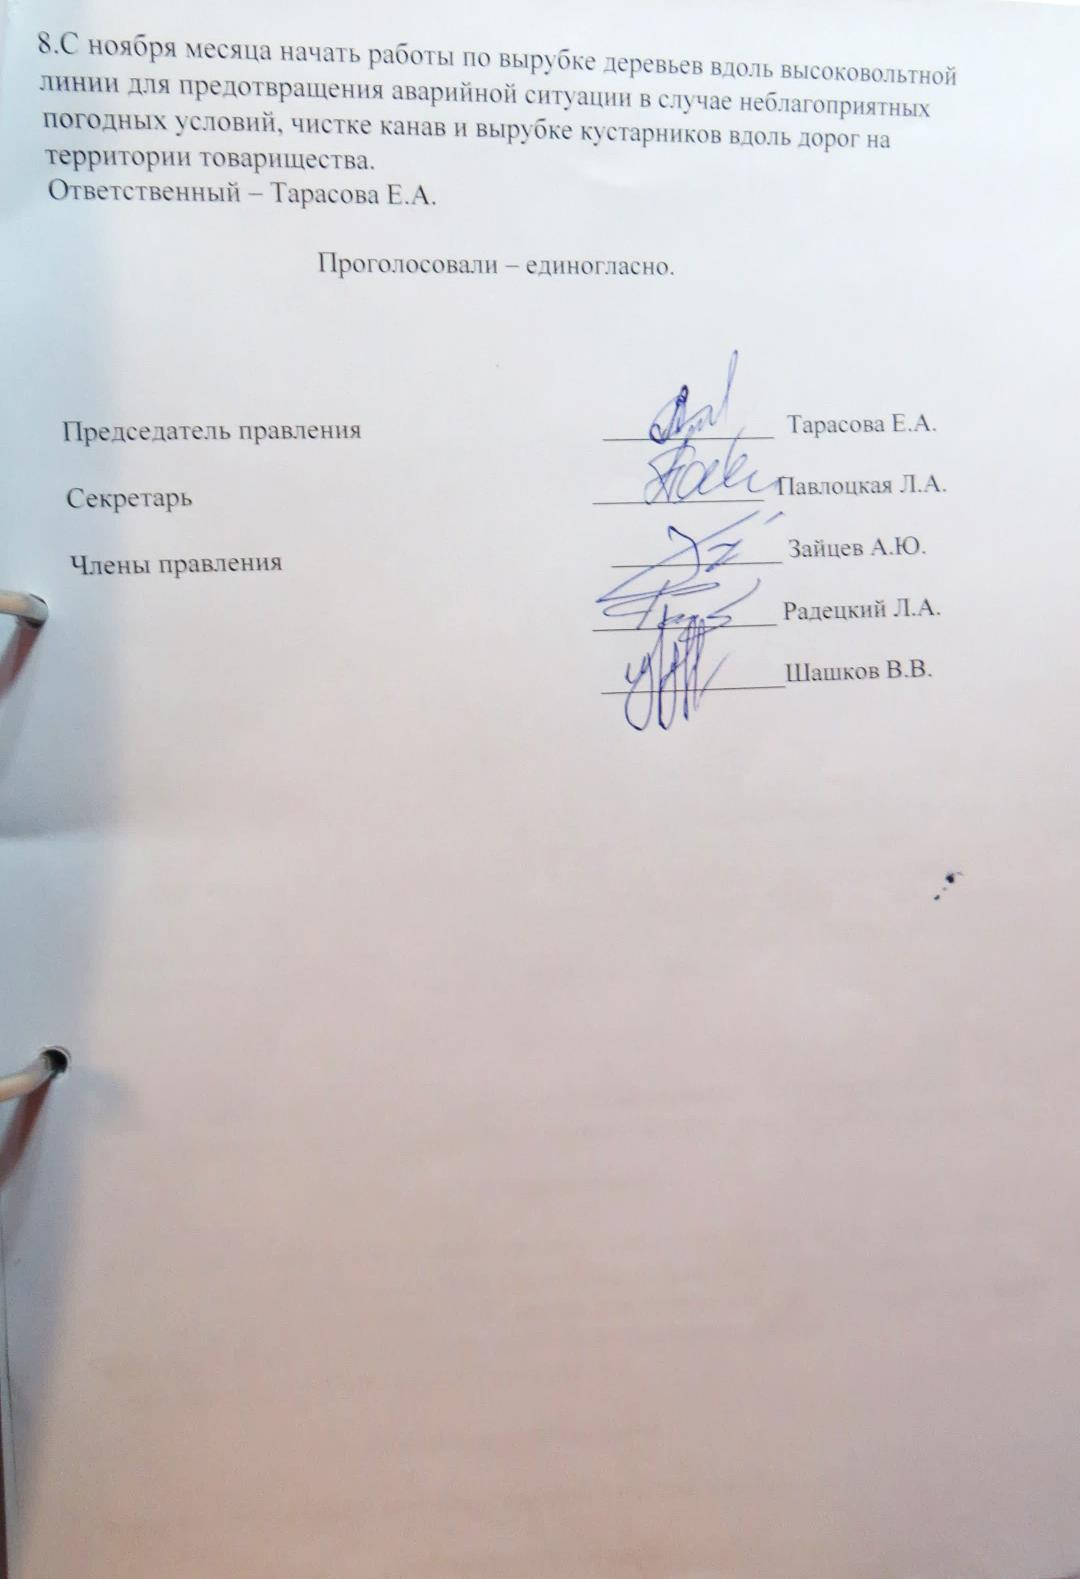 8.С ноября месяца начать работы по вырубке деревьев вдоль высоковольтной
линии для предотвращения аварийной ситуации в случае неблагоприятных
погодных условий, чистке канав и вырубке кустарников вдоль дорог на
территории товарищества.
Ответственный – Тарасова Е.А.
Проголосовали – единогласно.
Председатель правления Тарасова Е.А.
Секретарь Павлоцкая Л.А.
Члены правления Зайцев А.Ю.
Радецкий Л.А.
Шашков В.В.